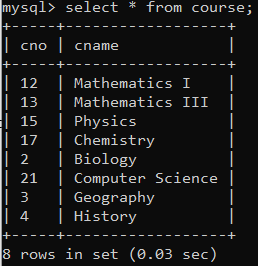 mysql> select * from course;
+-----+------------------+
| cno | cname            |
+-----+------------------+
| 12  | Mathematics I    |
| 13  | Mathematics III  |
| 15  | Physics          |
| 17  | Chemistry        |
| 2   | Biology          |
| 21  | Computer Science |
| 3   | Geography        |
| 4   | History          |
+-----+------------------+
8 rows in set (0.03 sec)